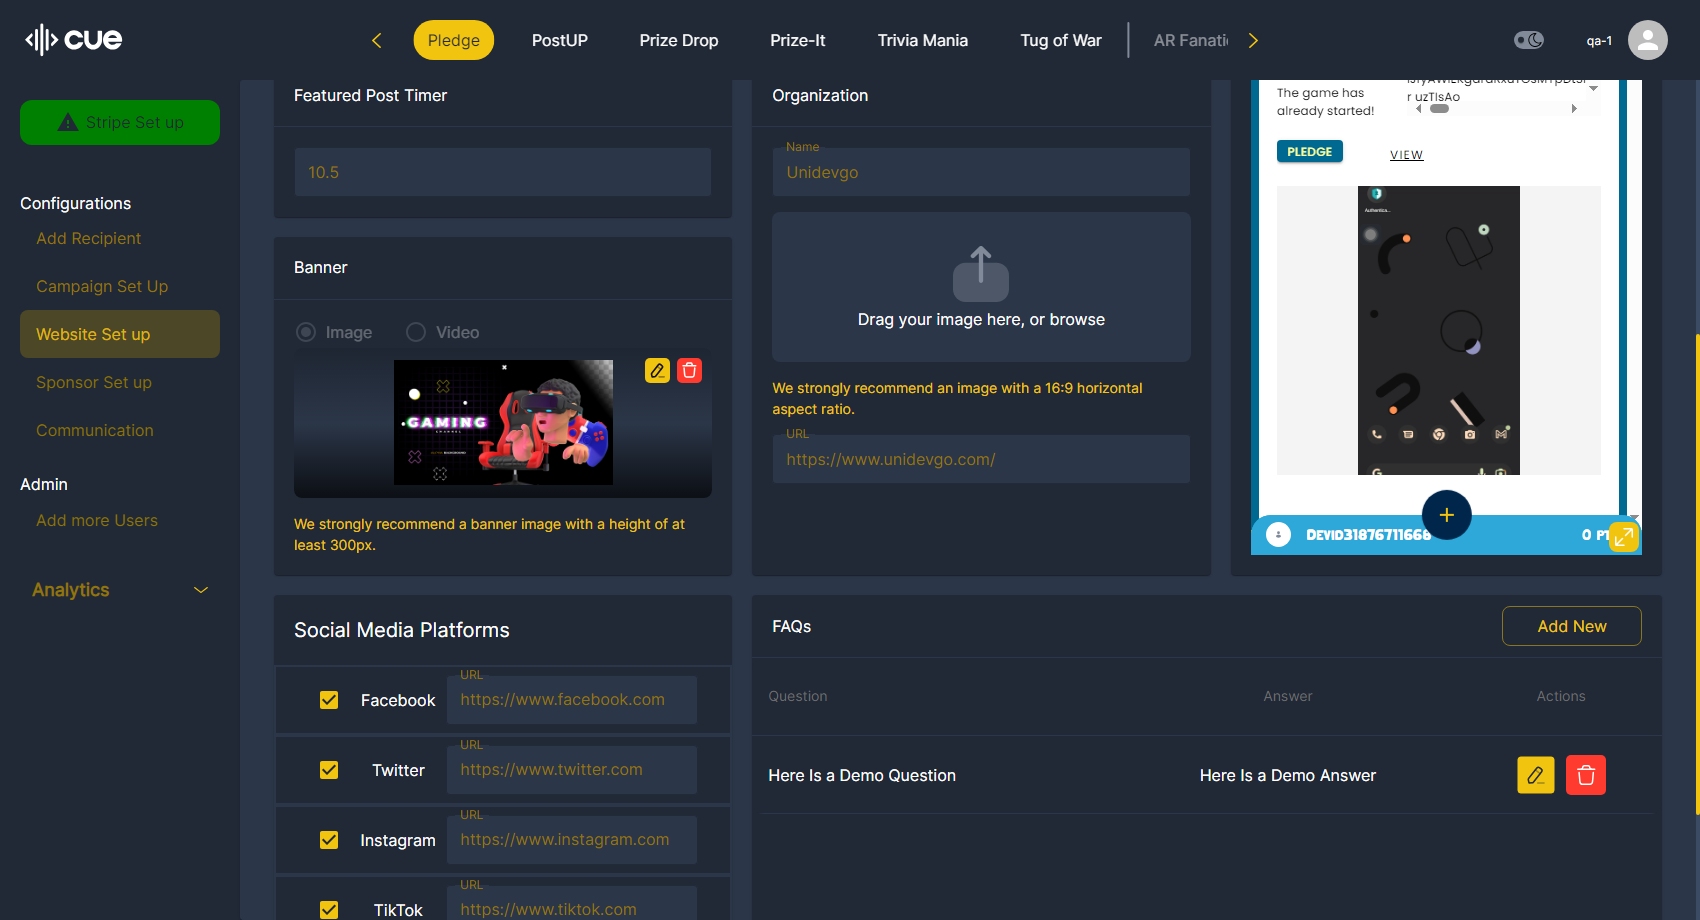 cue
Pledge
PostUP
Prize Drop
Prize-It
Trivia Mania
Tug of War
AR Fanati
qa-1
Stripe Set up
Configurations
Add Recipient
Campaign Set Up
Website Set up
Sponsor Set up
Communication
Admin
Add more Users
Analytics
Featured Post Timer
10.5
Banner
Image
Video
GAMING
CHANNEL
We strongly recommend a banner image with a height of at
least 300px.
Organization
Name
Unidevgo
Drag your image here, or browse
We strongly recommend an image with a 16:9 horizontal
aspect ratio.
URL
https://www.unidevgo.com/
The game has
already started!
r uzTIsAo
PLEDGE
VIEW
Authentica...
G
DEVID31876711666
0 PT
Social Media Platforms
Facebook
URL
https://www.facebook.com
Twitter
URL
https://www.twitter.com
Instagram
URL
https://www.instagram.com
TikTok
URL
https://www.tiktok.com
FAQs
Add New
Question
Answer
Actions
Here Is a Demo Question
Here Is a Demo Answer